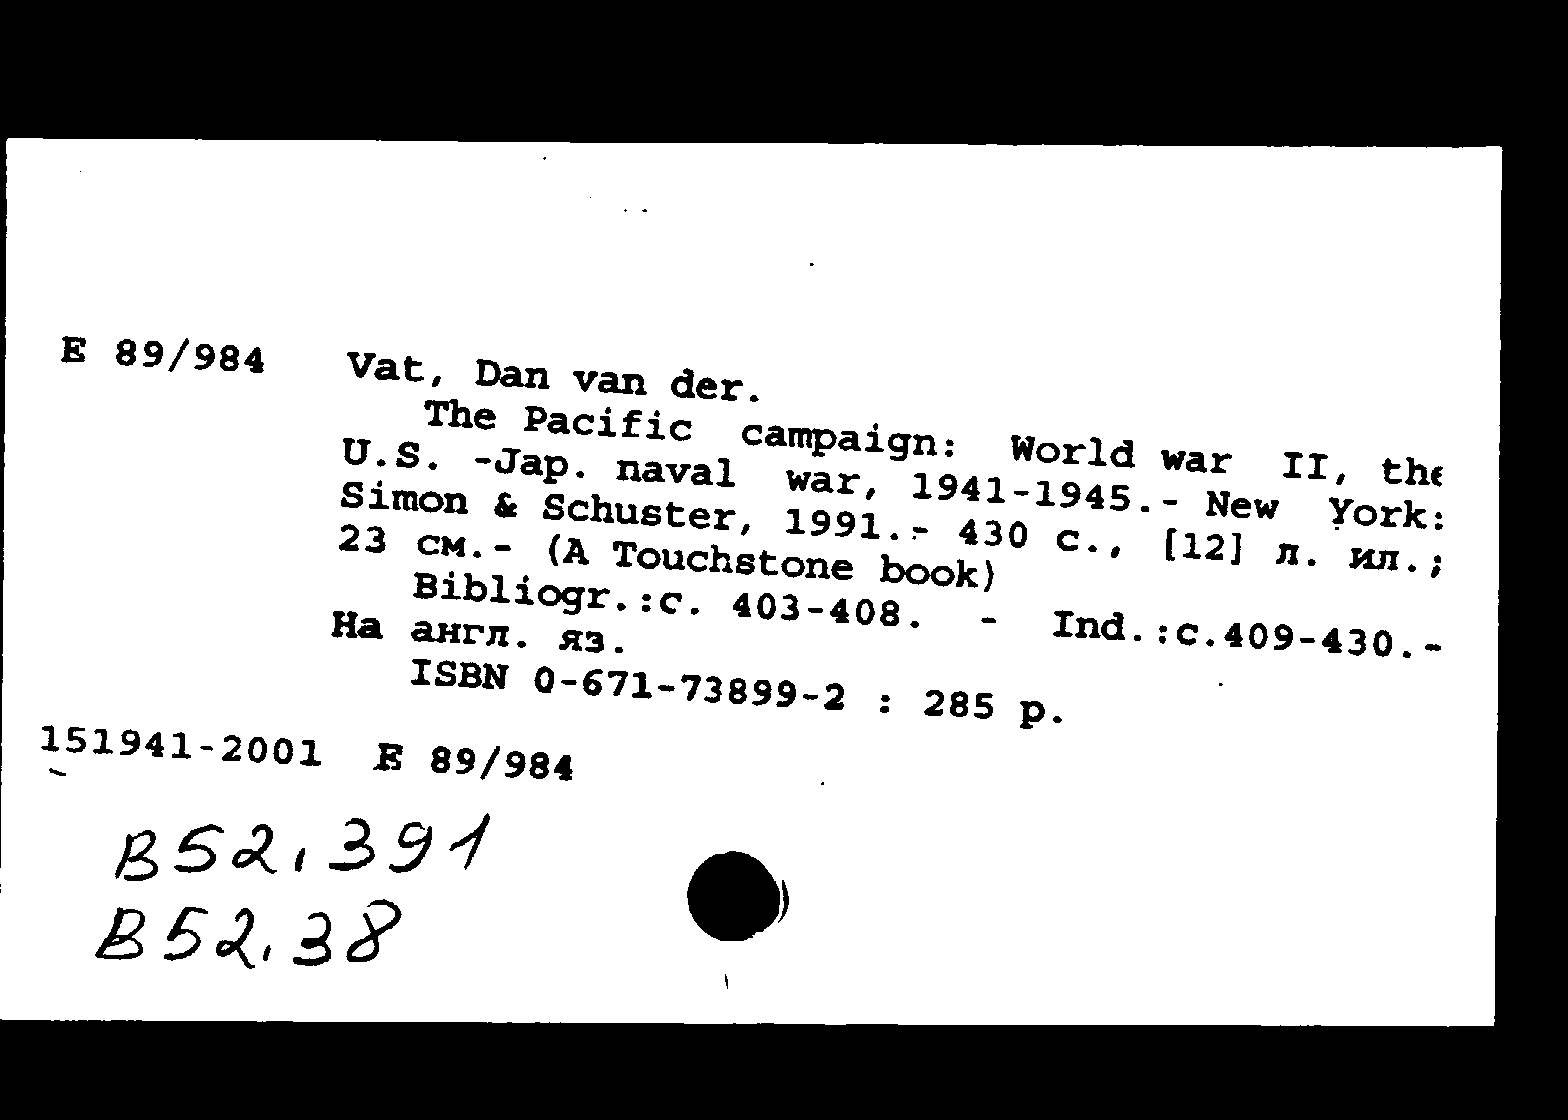 E 89/984 Vat, Dan van der.
The Pacific campaign: World war II, the
U.S. -Jap. naval war, 1941-1945.- New York:
Simon & Schuster, 1991.- 430 с., [12] л. ил.;
23 см.- (A Touchstone book)
Bibliogr.:с. 403-408. - Ind.:с.409-430.-
На англ. яз.
ISBN 0-671-73899-2 : 285 р.
151941-2001 E 89/984
В52,391
В52,38